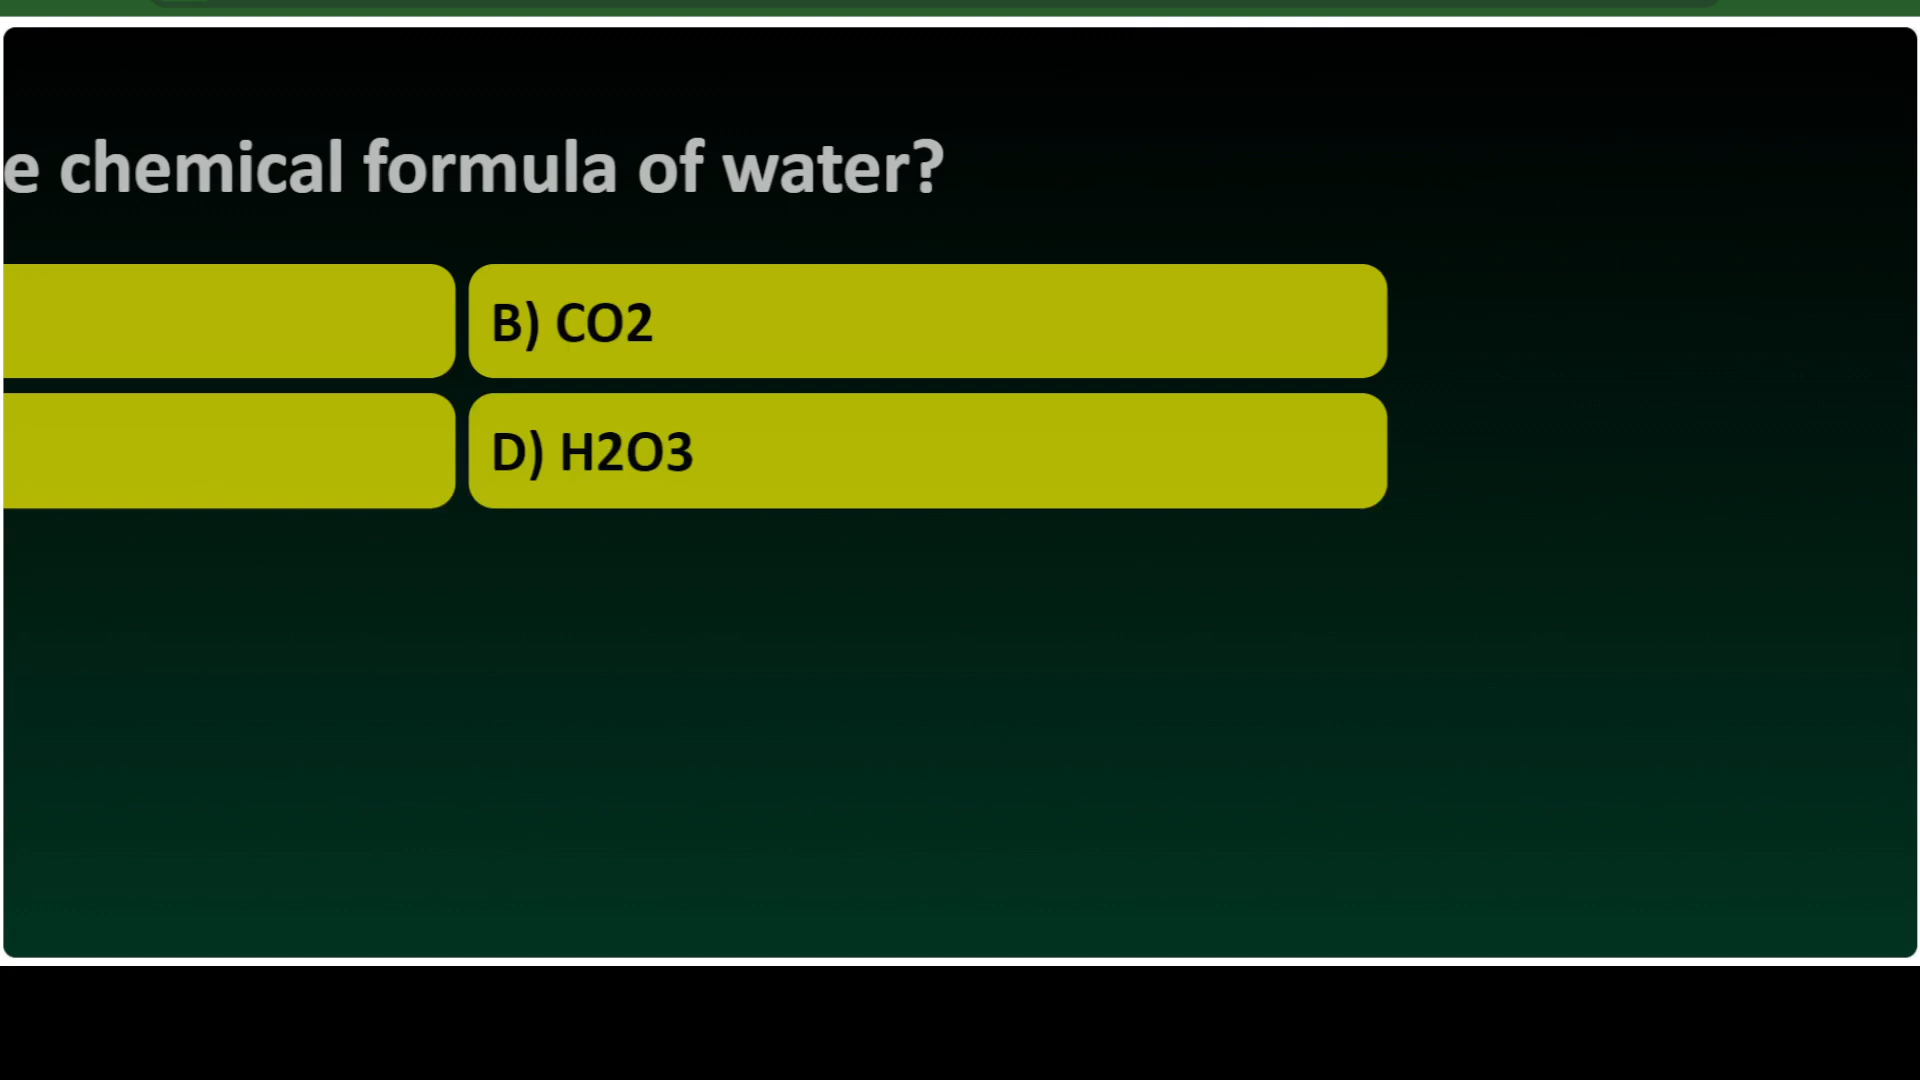 e chemical formula of water?
B) CO2
D) H2O3